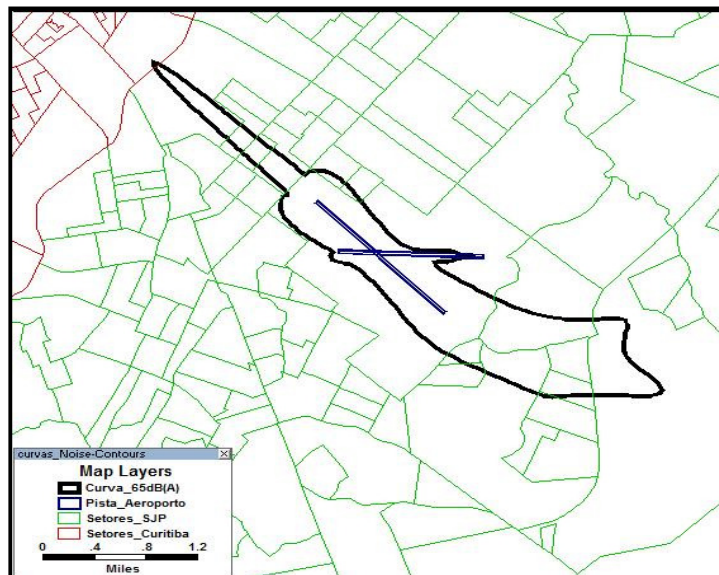 curvas_Noise-Contours
Map Layers
Curva_65dB(A)
Pista_Aeroporto
Setores_SJP
Setores_Curitiba
0 .4 .8 1.2
Miles